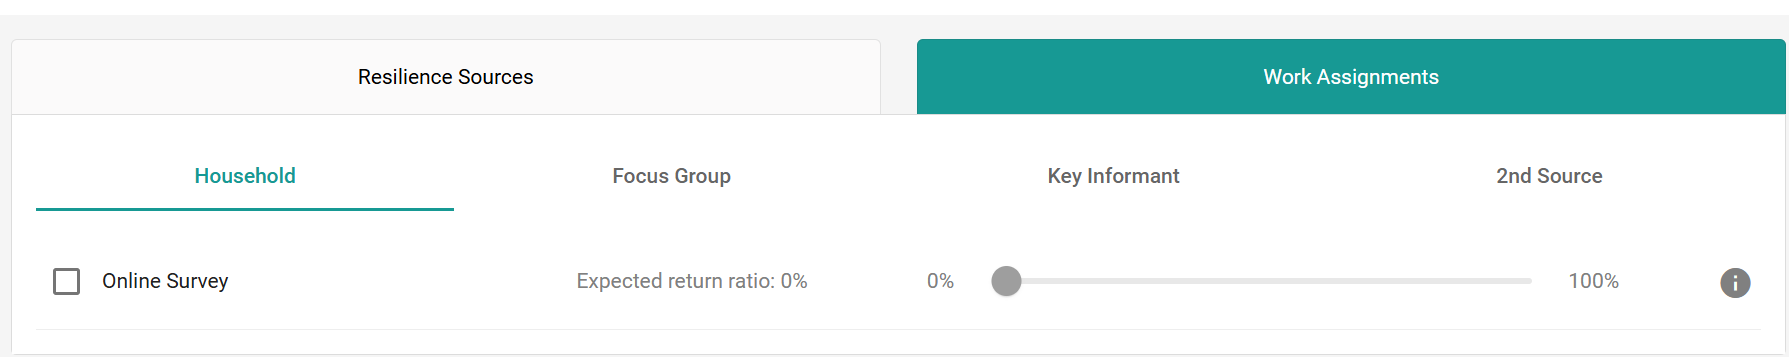 Resilience Sources
Work Assignments
Household
Focus Group
Key Informant
2nd Source
Online Survey
Expected return ratio: 0%
0%
100%